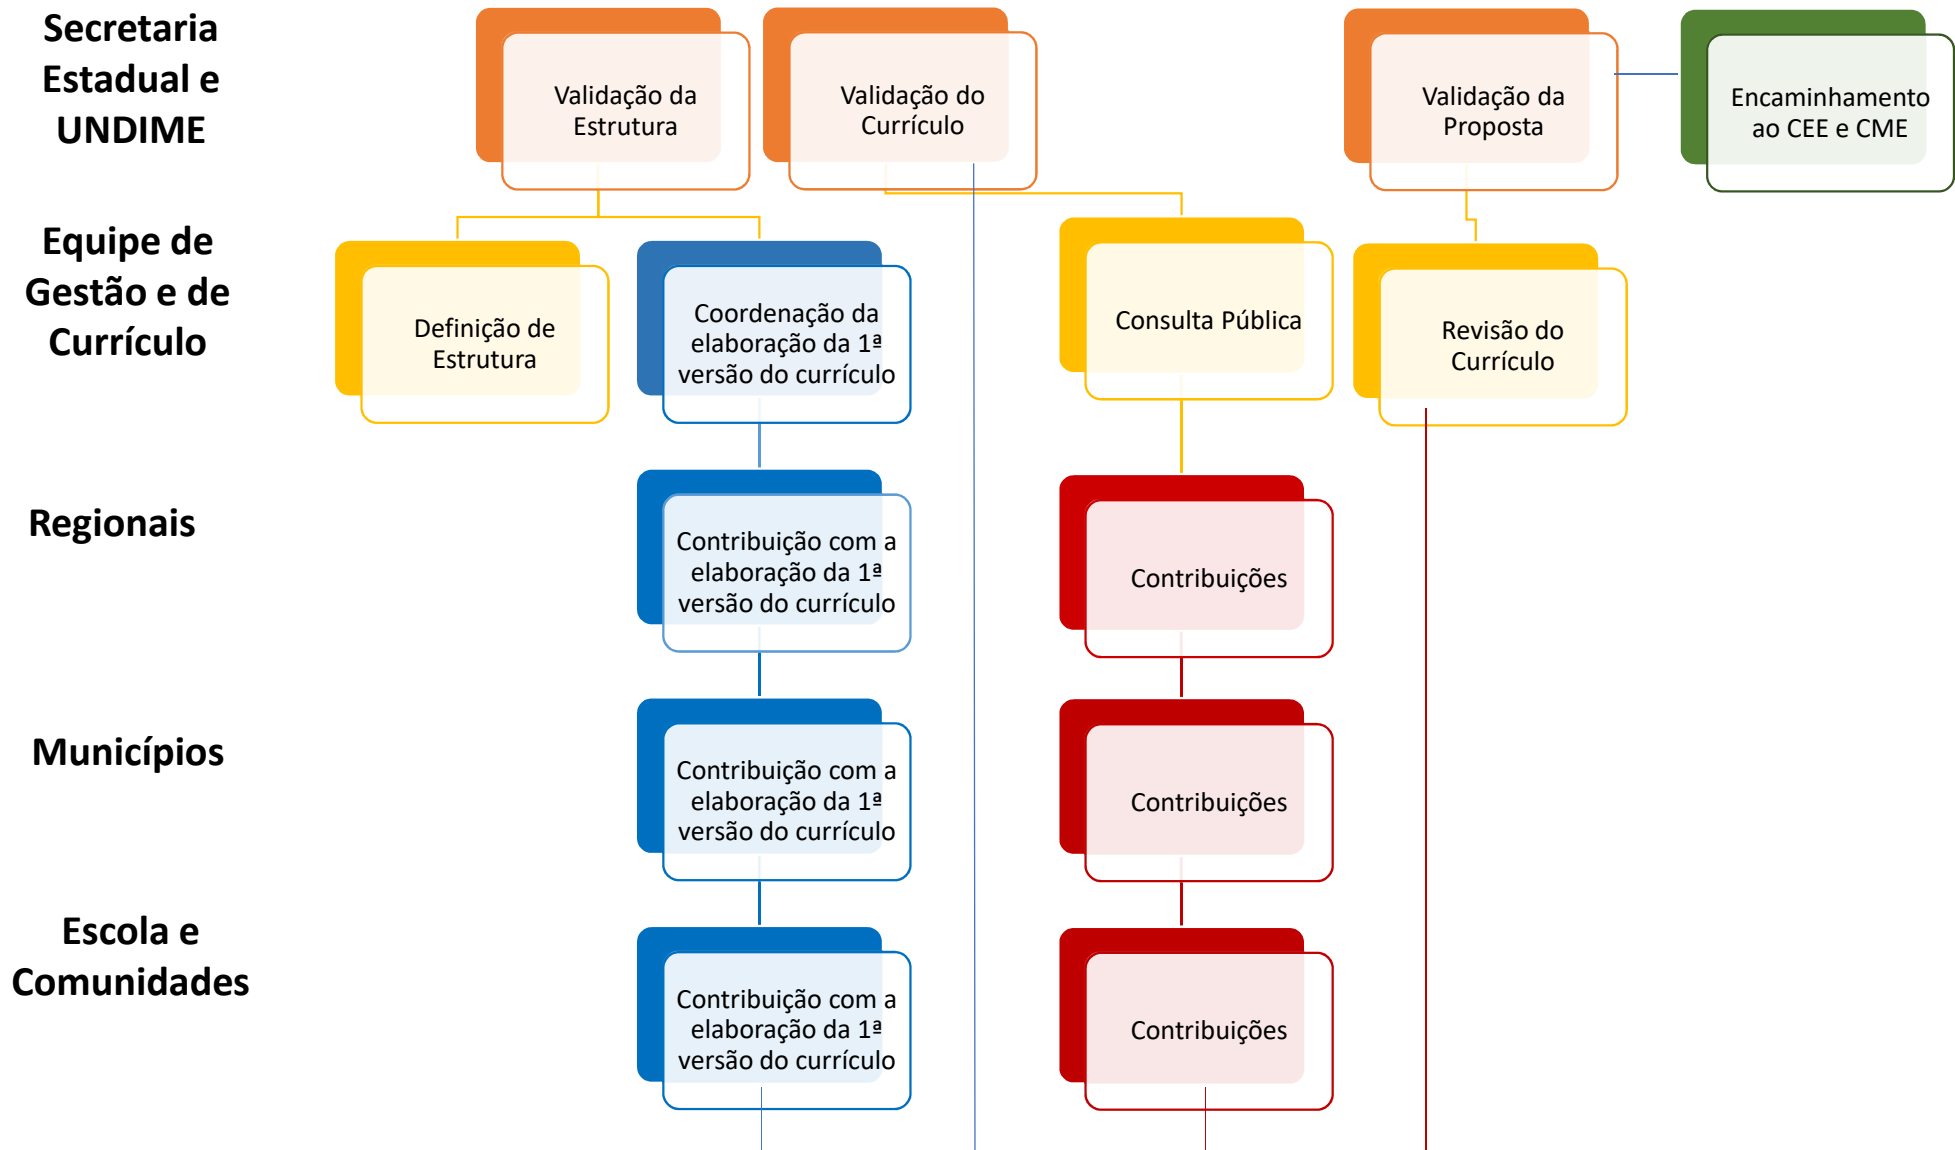 Secretaria
Estadual e
UNDIME
Validação da
Estrutura
Validação do
Currículo
Validação da
Proposta
Encaminhamento
ao CEE e CME
Equipe de
Gestão e de
Currículo
Definição de
Estrutura
Coordenação da
elaboração da 1ª
versão do currículo
Consulta Pública
Revisão do
Currículo
Regionais
Contribuição com a
elaboração da 1ª
versão do currículo
Contribuições
Municípios
Contribuição com a
elaboração da 1ª
versão do currículo
Contribuições
Escola e
Comunidades
Contribuição com a
elaboração da 1ª
versão do currículo
Contribuições